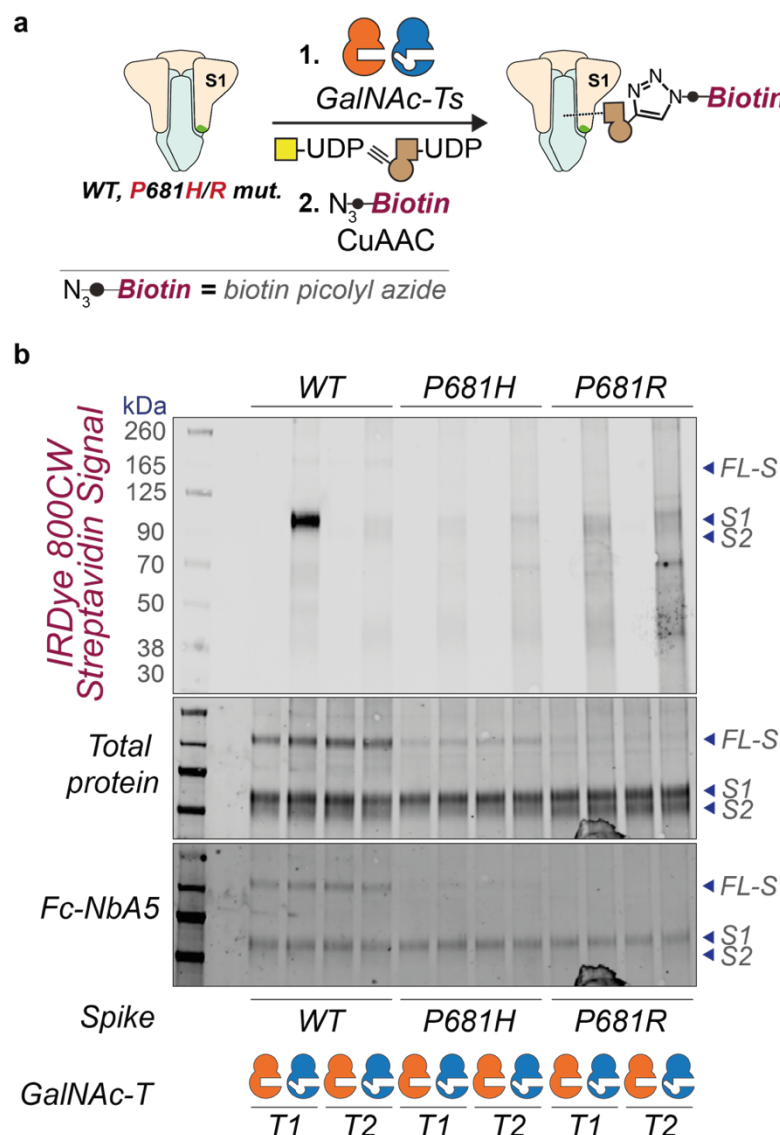 a
S1
1.
GalNAc-Ts
UDP
UDP
2. N3 Biotin
CuAAC
WT, P681H/R mut.
S1
N
N
N
Biotin
N3 Biotin = biotin picolyl azide
b
WT P681H P681R
kDa
260
165
125
90
70
50
38
30
IRDye 800CW
Streptavidin Signal
FL-S
S1
S2
Total
protein
FL-S
S1
S2
Fc-NbA5
FL-S
S1
S2
Spike
WT P681H P681R
GalNAc-T
T1 T2 T1 T2 T1 T2